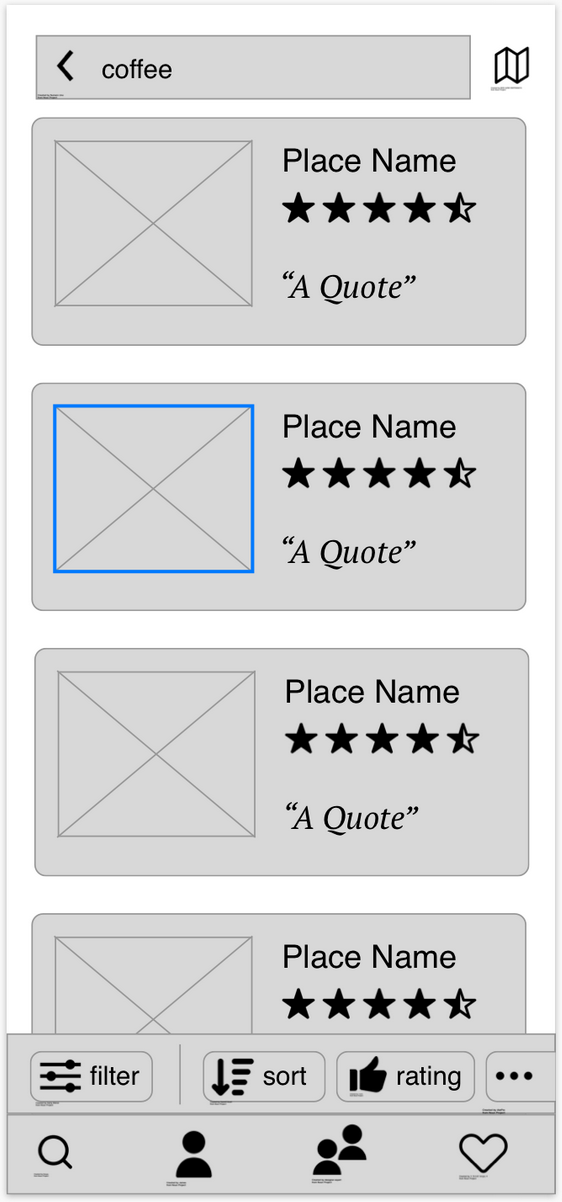 coffee
Place Name
“A Quote”
Place Name
“A Quote”
Place Name
“A Quote”
Place Name
filter
sort
rating